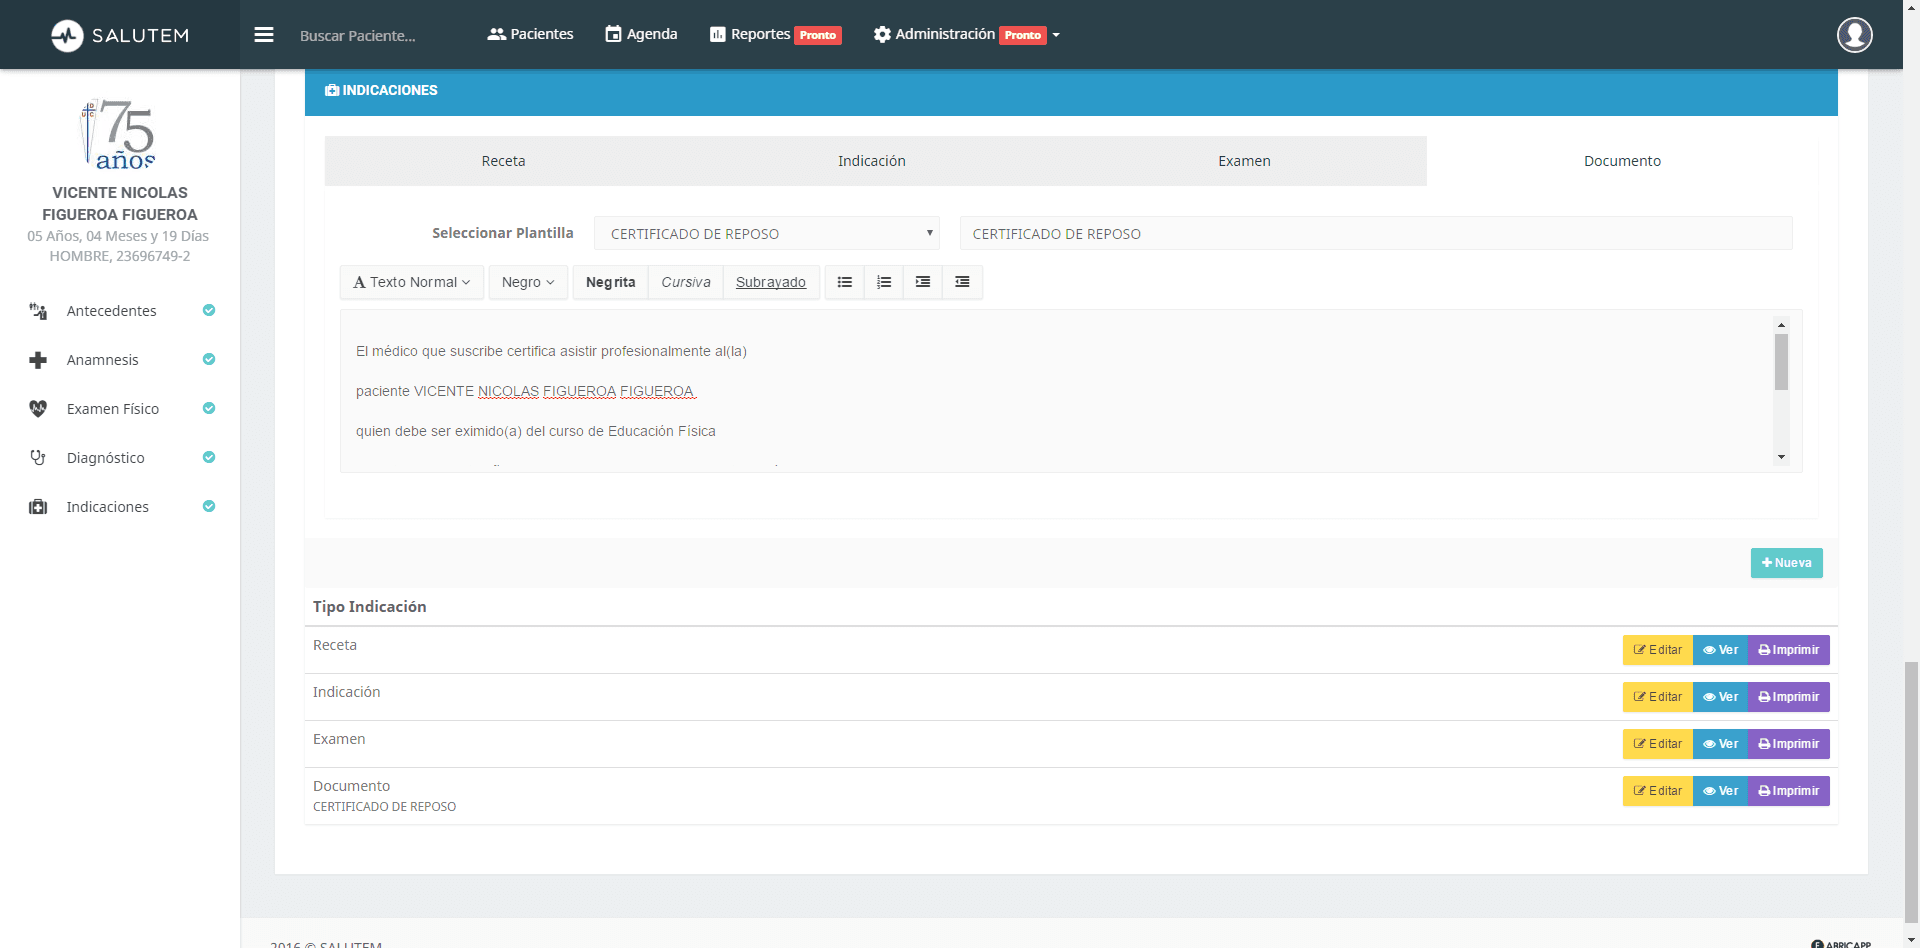 SALUTEM
Buscar Paciente...
Pacientes
Agenda
Reportes Pronto
Administración Pronto
D
U C
C
75
años
VICENTE NICOLAS
FIGUEROA FIGUEROA
05 Años, 04 Meses y 19 Días
HOMBRE, 23696749-2
Antecedentes
Anamnesis
Examen Físico
Diagnóstico
Indicaciones
INDICACIONES
Receta Indicación Examen Documento
Seleccionar Plantilla CERTIFICADO DE REPOSO CERTIFICADO DE REPOSO
A Texto Normal Negro Negrita Cursiva Subrayado
El médico que suscribe certifica asistir profesionalmente al(la)
paciente VICENTE NICOLAS FIGUEROA FIGUEROA
quien debe ser eximido(a) del curso de Educación Física
+ Nueva
Tipo Indicación
Receta Editar Ver Imprimir
Indicación Editar Ver Imprimir
Examen Editar Ver Imprimir
Documento Editar Ver Imprimir
CERTIFICADO DE REPOSO
2016 © SALUTEM
FABRICAPP